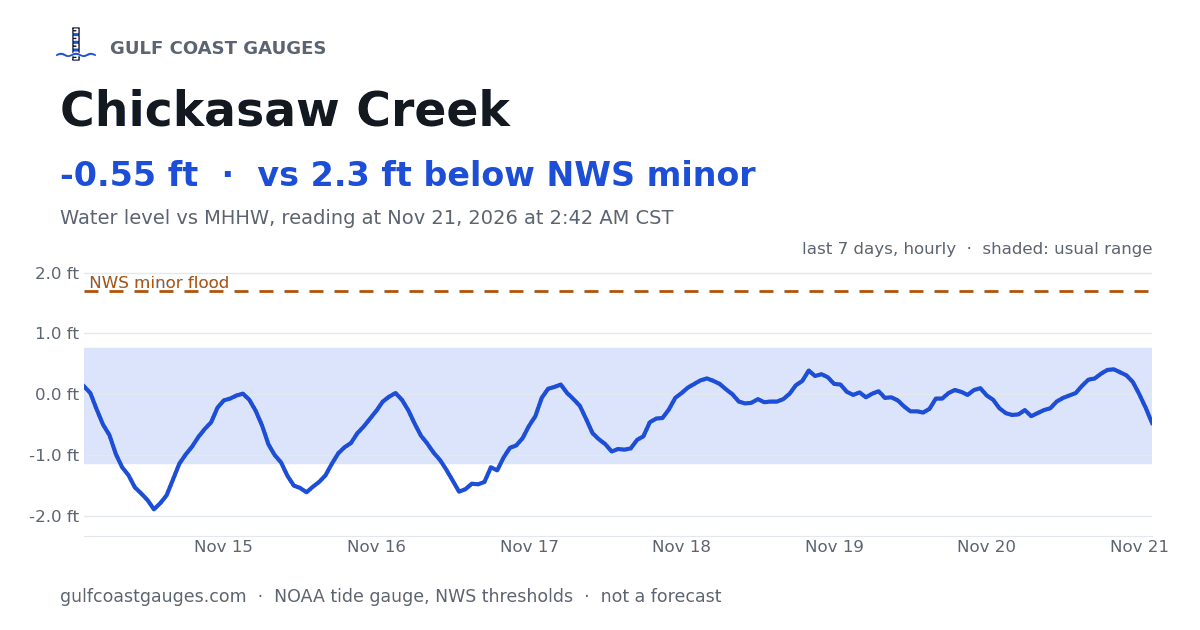 GULF COAST GAUGES
Chickasaw Creek
-0.55 ft · vs 2.3 ft below NWS minor
Water level vs MHHW, reading at Nov 21, 2026 at 2:42 AM CST
last 7 days, hourly · shaded: usual range
2.0 ft
NWS minor flood
1.0 ft
0.0 ft
-1.0 ft
-2.0 ft
Nov 15 Nov 16 Nov 17 Nov 18 Nov 19 Nov 20 Nov 21
gulfcoastgauges.com · NOAA tide gauge, NWS thresholds · not a forecast